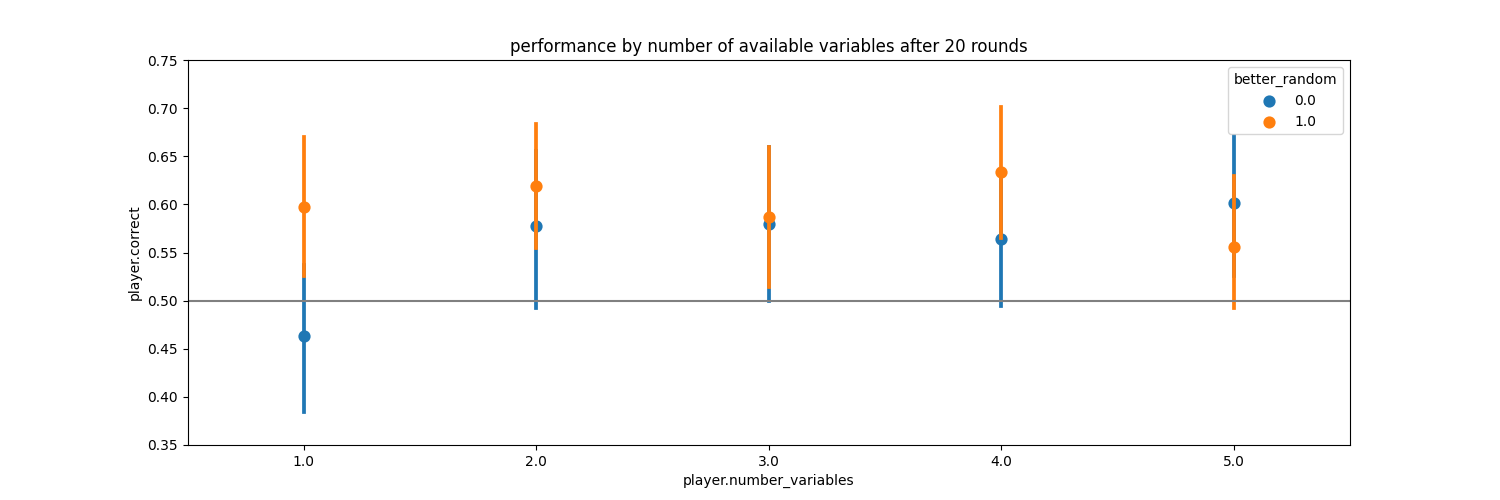 performance by number of available variables after 20 rounds
0.75
0.70
0.65
0.60
0.55
0.50
0.45
0.40
0.35
player.correct
better_random
0.0
1.0
1.0 2.0 3.0 4.0 5.0
player.number_variables